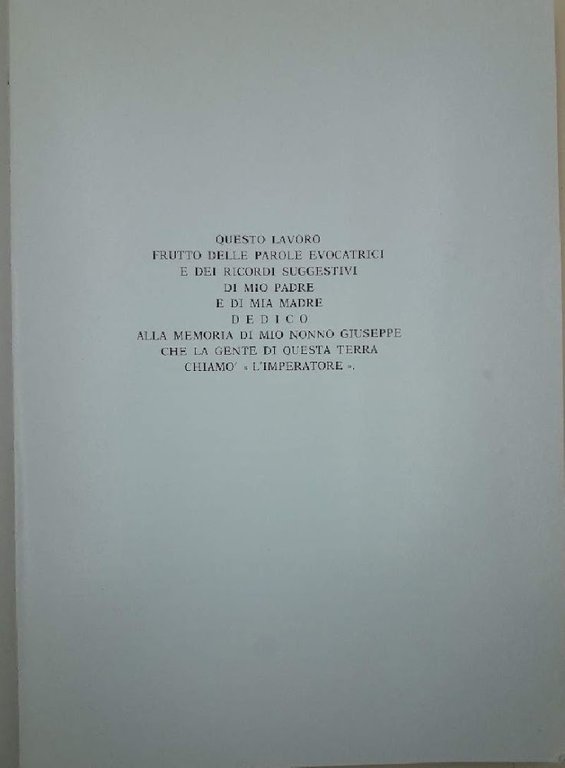 QUESTO LAVORO
FRUTTO DELLE PAROLE EVOCATRICI
E DEI RICORDI SUGGESTIVI
DI MIO PADRE
E DI MIA MADRE
D E D I C O
ALLA MEMORIA DI MIO NONNO GIUSEPPE
CHE LA GENTE DI QUESTA TERRA
CHIAMO' « L'IMPERATORE ».